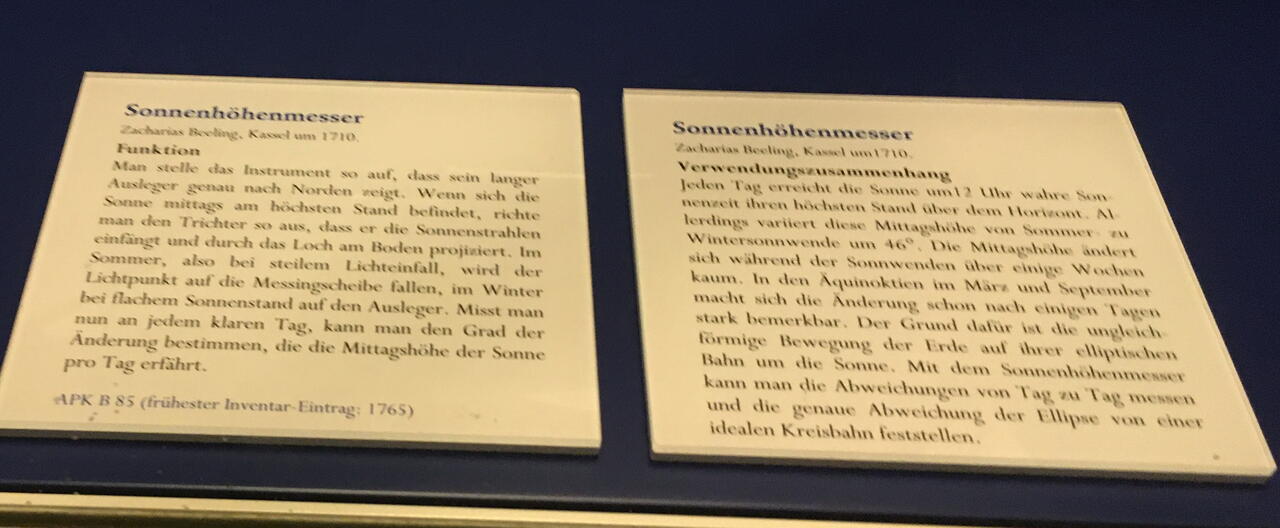 Sonnenhöhenmesser
Zacharias Beeling, Kassel um 1710.
Funktion
Man stelle das Instrument so auf, dass sein langer
Ausleger genau nach Norden zeigt. Wenn sich die
Sonne mittags am höchsten Stand befindet, richte
man den Trichter so aus, dass er die Sonnenstrahlen
einfängt und durch das Loch am Boden projiziert. Im
Sommer, also bei steilem Lichteinfall, wird der
Lichtpunkt auf die Messingscheibe fallen, im Winter
bei flachem Sonnenstand auf den Ausleger. Misst man
nun an jedem klaren Tag, kann man den Grad der
Änderung bestimmen, die die Mittagshöhe der Sonne
pro Tag erfährt.
APK B 85 (frühester Inventar-Eintrag: 1765)
Sonnenhöhenmesser
Zacharias Beeling, Kassel um1710.
Verwendungszusammenhang
Jeden Tag erreicht die Sonne um12 Uhr wahre Son-
nenzeit ihren höchsten Stand über dem Horizont. Al-
lerdings variiert diese Mittagshöhe von Sommer- zu
Wintersonnwende um 46°. Die Mittagshöhe ändert
sich während der Sonnwenden über einige Wochen
kaum. In den Äquinoktien im März und September
macht sich die Änderung schon nach einigen Tagen
stark bemerkbar. Der Grund dafür ist die ungleich-
förmige Bewegung der Erde auf ihrer elliptischen
Bahn um die Sonne. Mit dem Sonnenhöhenmesser
kann man die Abweichungen von Tag zu Tag messen
und die genaue Abweichung der Ellipse von einer
idealen Kreisbahn feststellen.